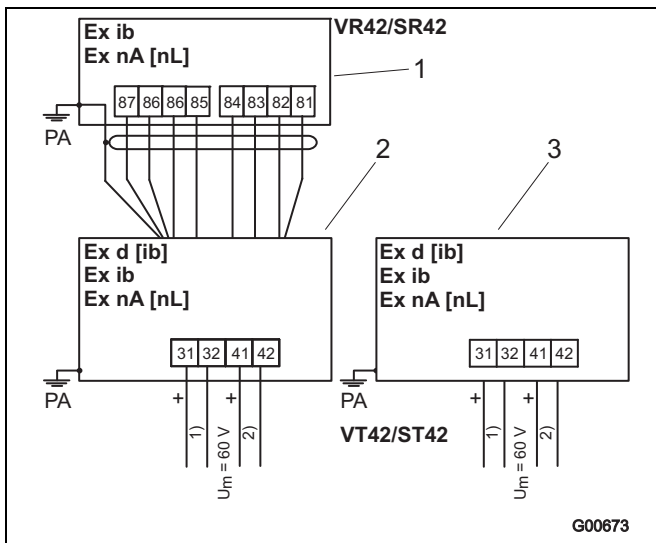 Ex ib
VR42/SR42
Ex nA [nL]
1
87 86 86 85 84 83 82 81
PA
2
3
Ex d [ib]
Ex ib
Ex nA [nL]
31 32 41 42
PA
+
1)
Um = 60 V
+
2)
Ex d [ib]
Ex ib
Ex nA [nL]
31 32 41 42
PA
VT42/ST42
+
1)
Um = 60 V
+
2)
G00673